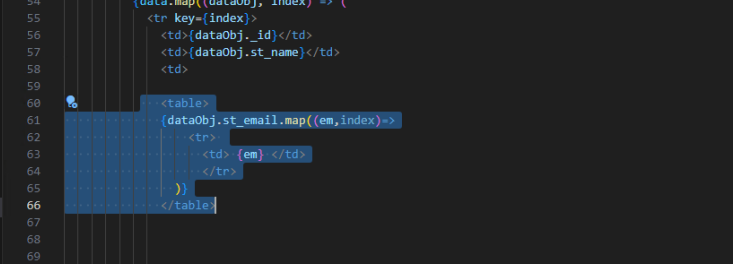 54 {data.map((dataObj, index) => (
55 <tr key={index}>
56 <td>{dataObj._id}</td>
57 <td>{dataObj.st_name}</td>
58 <td>
59
60 <table>
61 {dataObj.st_email.map((em,index)=>
62 <tr>
63 <td> {em} </td>
64 </tr>
65 )}
66 </table>
67
68
69